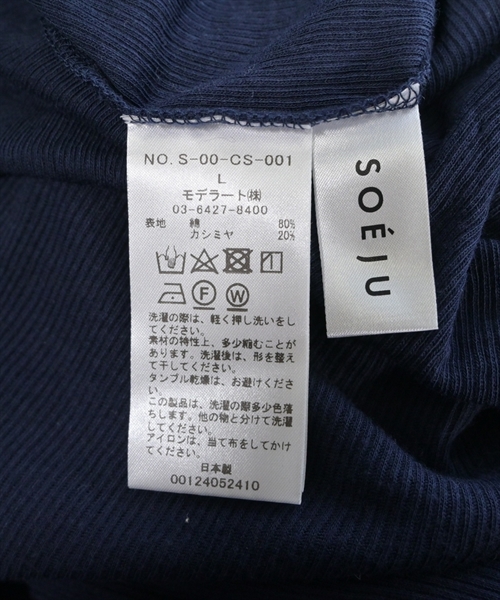 NO. S-00-CS-001
L
モデラート(株)
03-6427-8400
表地 綿 80%
カシミヤ 20%
F W
洗濯の際は、軽く押し洗いをし
てください。
素材の特性上、多少縮むことが
あります。洗濯後は、形を整え
て干してください。
タンブル乾燥は、お避けくださ
い。
この製品は、洗濯の際多少色落
ちします。他の物と分けて洗濯
してください。
アイロンは、当て布をしてかけ
てください。
日本製
00124052410
SOÉJU